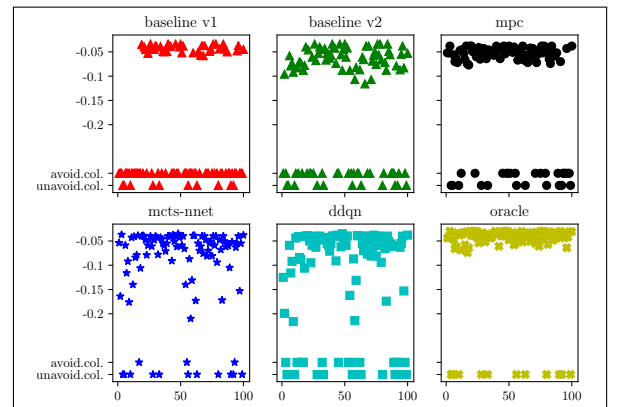 baseline v1 baseline v2 mpc
-0.05
-0.1
-0.15
-0.2
avoid.col.
unavoid.col.
mcts-nnet ddqn oracle
-0.05
-0.1
-0.15
-0.2
avoid.col.
unavoid.col.
0 50 100 0 50 100 0 50 100